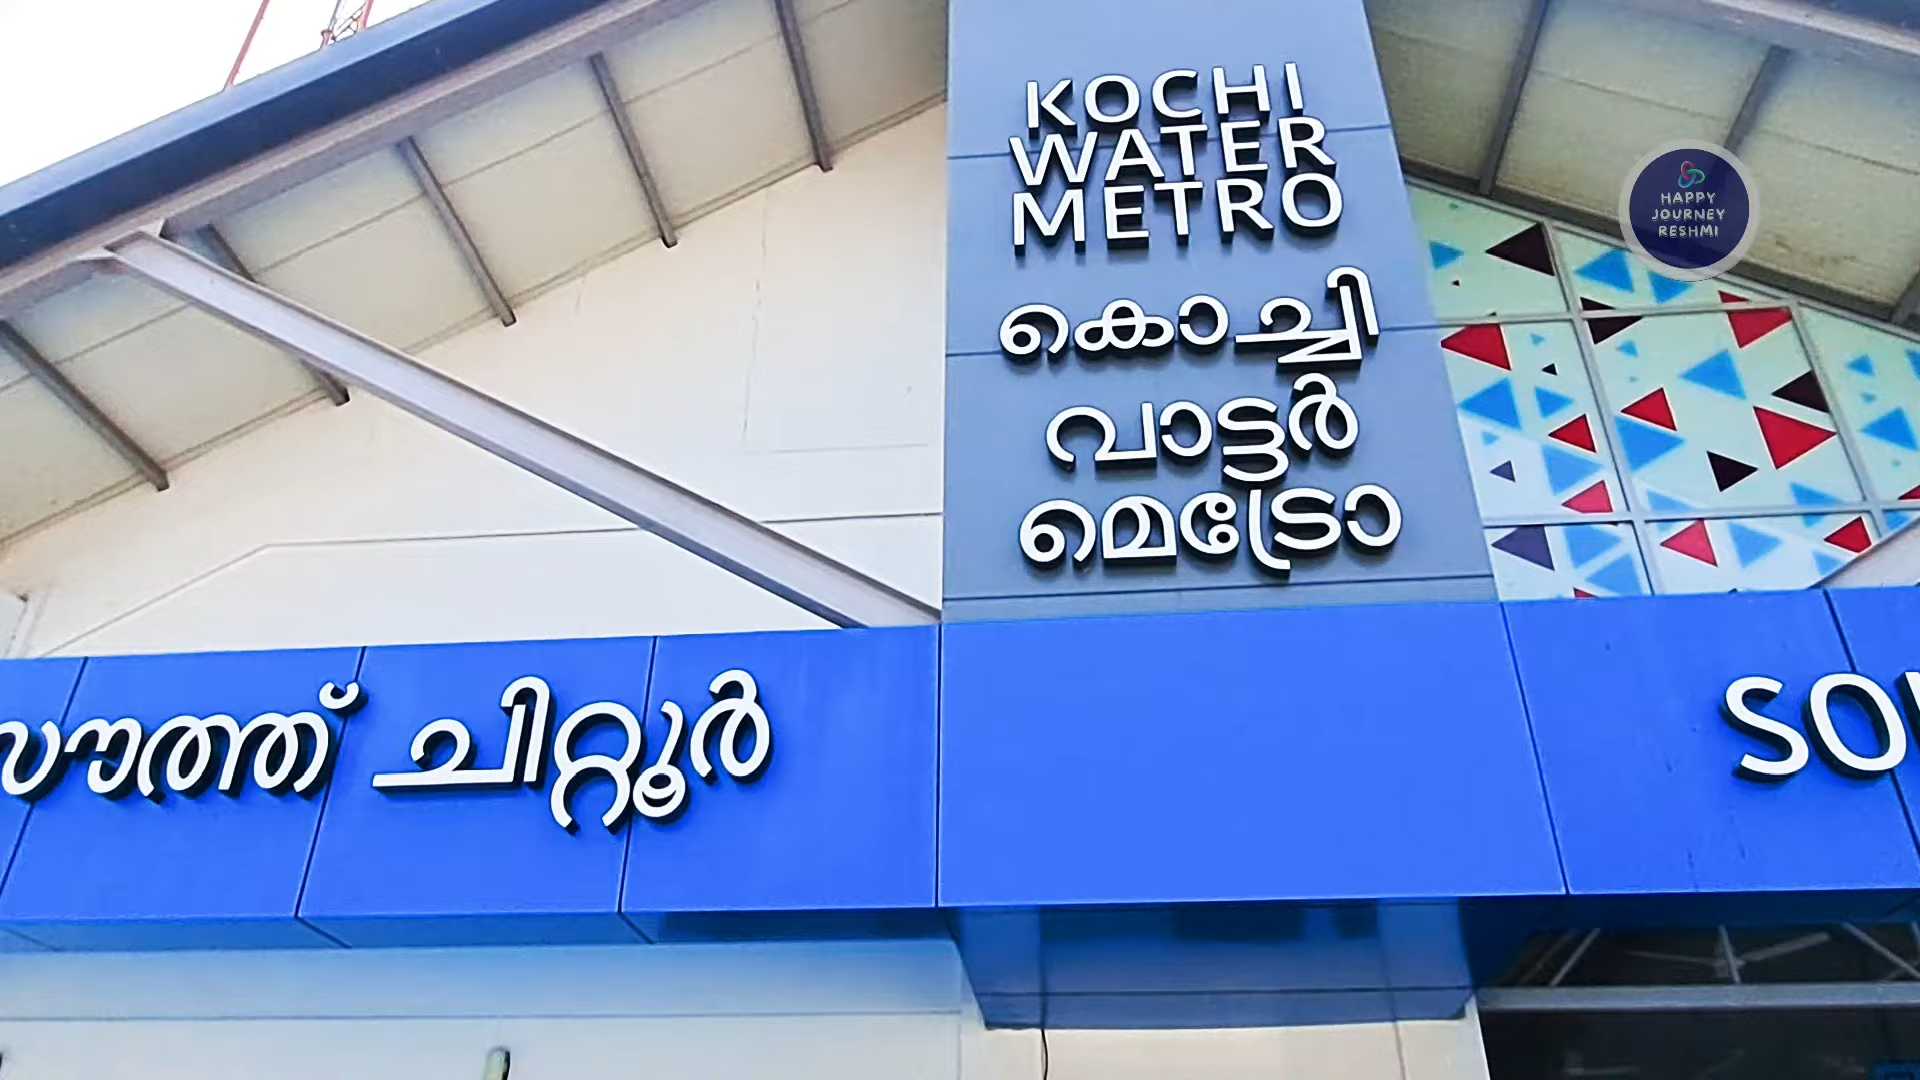 KOCHI
WATER
METRO
കൊച്ചി
വാട്ടർ
മെട്രോ
HAPPY
JOURNEY
RESHMI
സൗത്ത് ചിറ്റൂർ